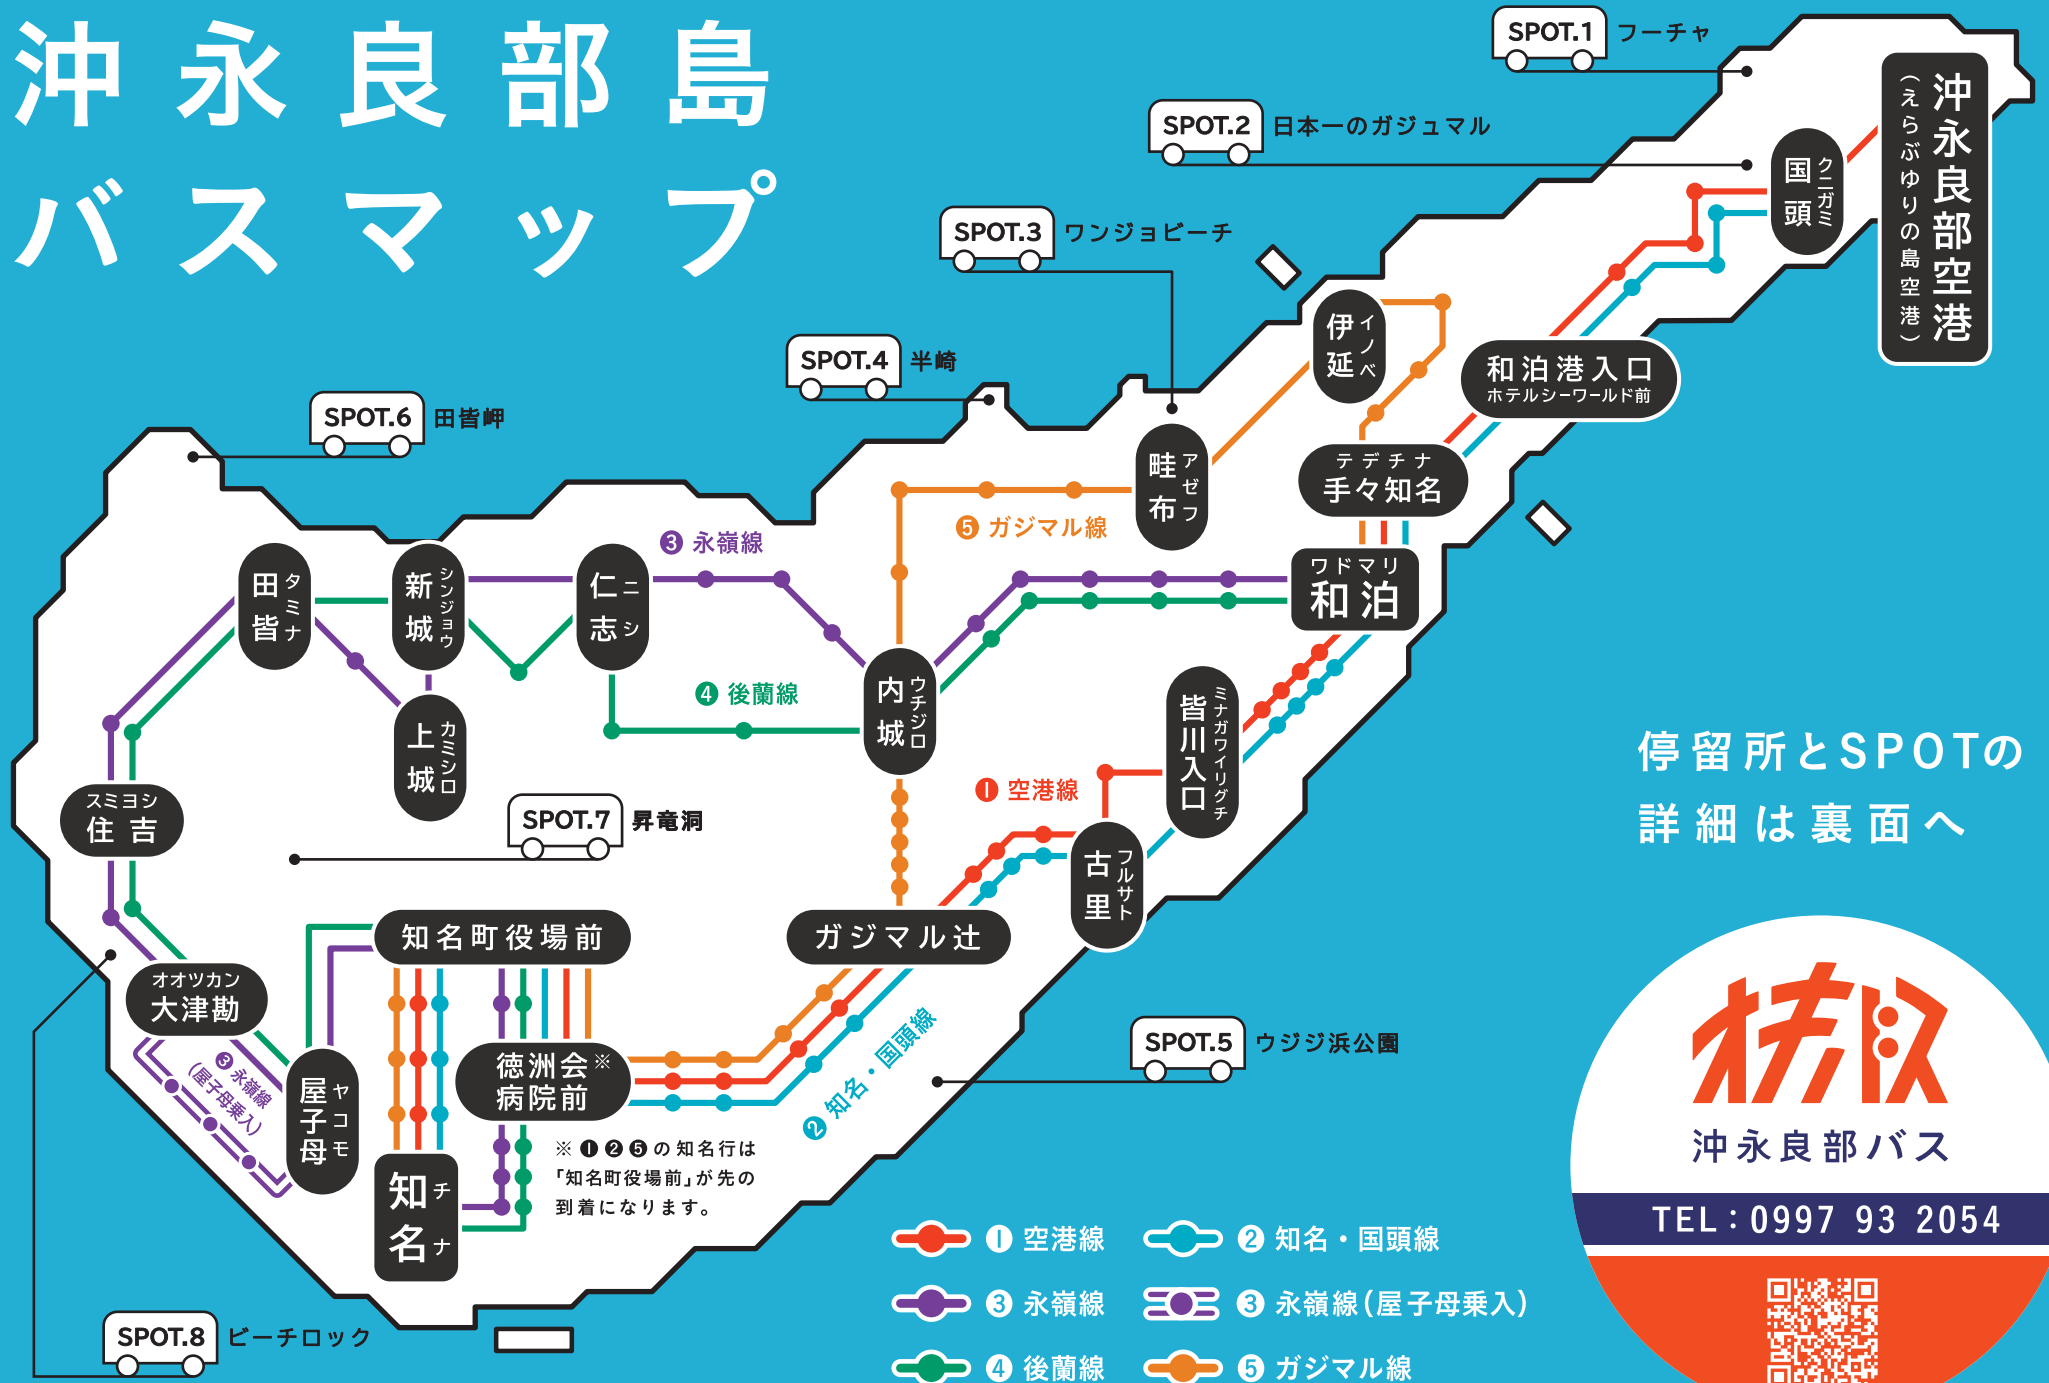 沖永良部島
バスマップ
SPOT.1 フーチャ
SPOT.2 日本一のガジュマル
SPOT.3 ワンジョビーチ
SPOT.4 半崎
SPOT.6 田皆岬
沖永良部空港
(えらぶゆりの島空港)
国頭
クニガミ
伊延
イノベ
和泊港入口
ホテルシーワールド前
畦布
アゼフ
テデチナ
手々知名
❺ ガジマル線
❸ 永嶺線
田皆
タミナ
新城
シンジョウ
仁志
ニシ
ワドマリ
和泊
❹ 後蘭線
内城
ウチジロ
上城
カミシロ
皆川入口
ミナガワイリグチ
❶ 空港線
スミヨシ
住吉
SPOT.7 昇竜洞
古里
フルサト
停留所とSPOTの
詳細は裏面へ
知名町役場前
ガジマル辻
オオツカン
大津勘
❸ 永嶺線
(屋子母乗入)
屋子母
ヤコモ
徳洲会※
病院前
❷ 知名・国頭線
SPOT.5 ウジジ浜公園
知名
チナ
※ ❶❷❺の知名行は
「知名町役場前」が先の
到着になります。
沖永良部バス
TEL:0997 93 2054
❶ 空港線
❷ 知名・国頭線
❸ 永嶺線
❸ 永嶺線(屋子母乗入)
❹ 後蘭線
❺ ガジマル線
SPOT.8 ビーチロック